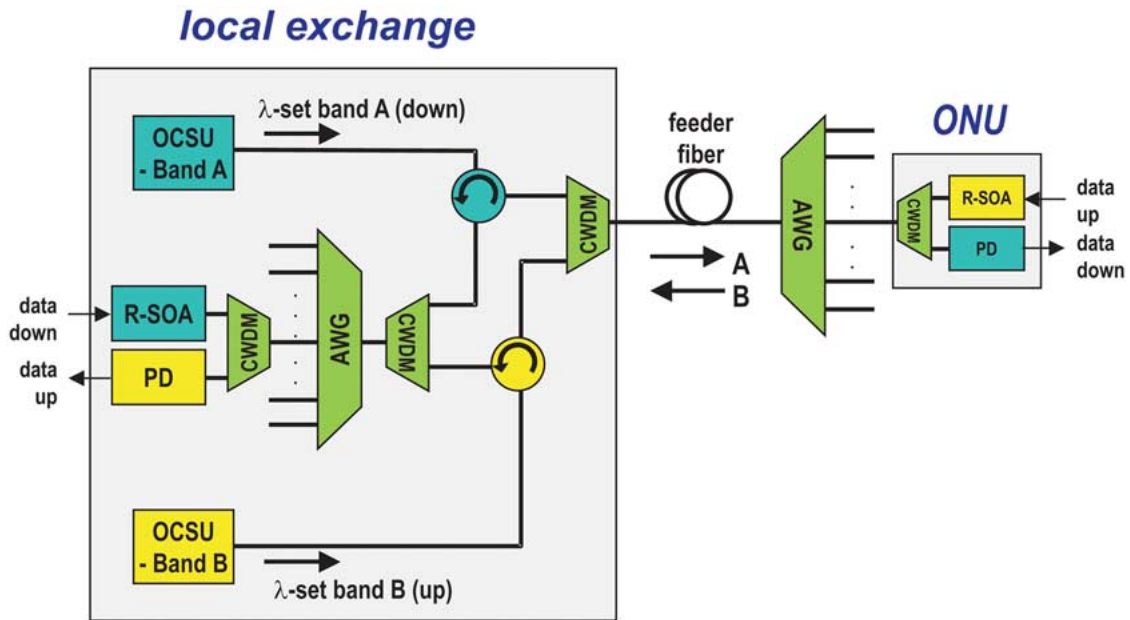 local exchange
λ-set band A (down)
OCSU
- Band A
feeder
fiber
ONU
CWDM
AWG
CWDM
R-SOA
data
up
PD
data
down
A
B
data
down
R-SOA
CWDM
AWG
CWDM
data
up
PD
OCSU
- Band B
λ-set band B (up)